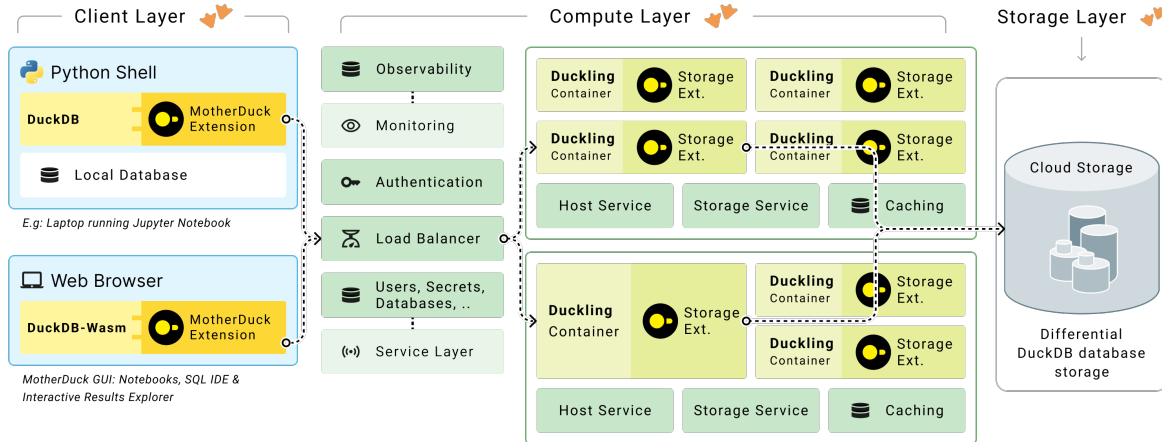 Client Layer
Compute Layer
Storage Layer
Python Shell
DuckDB
MotherDuck
Extension
Local Database
E.g: Laptop running Jupyter Notebook
Web Browser
DuckDB-Wasm
MotherDuck
Extension
MotherDuck GUI: Notebooks, SQL IDE &
Interactive Results Explorer
Observability
Monitoring
Authentication
Load Balancer
Users, Secrets,
Databases, ..
Service Layer
Duckling
Container
Storage
Ext.
Duckling
Container
Storage
Ext.
Duckling
Container
Storage
Ext.
Duckling
Container
Storage
Ext.
Host Service
Storage Service
Caching
Duckling
Container
Storage
Ext.
Duckling
Container
Storage
Ext.
Duckling
Container
Storage
Ext.
Host Service
Storage Service
Caching
Cloud Storage
Differential
DuckDB database
storage